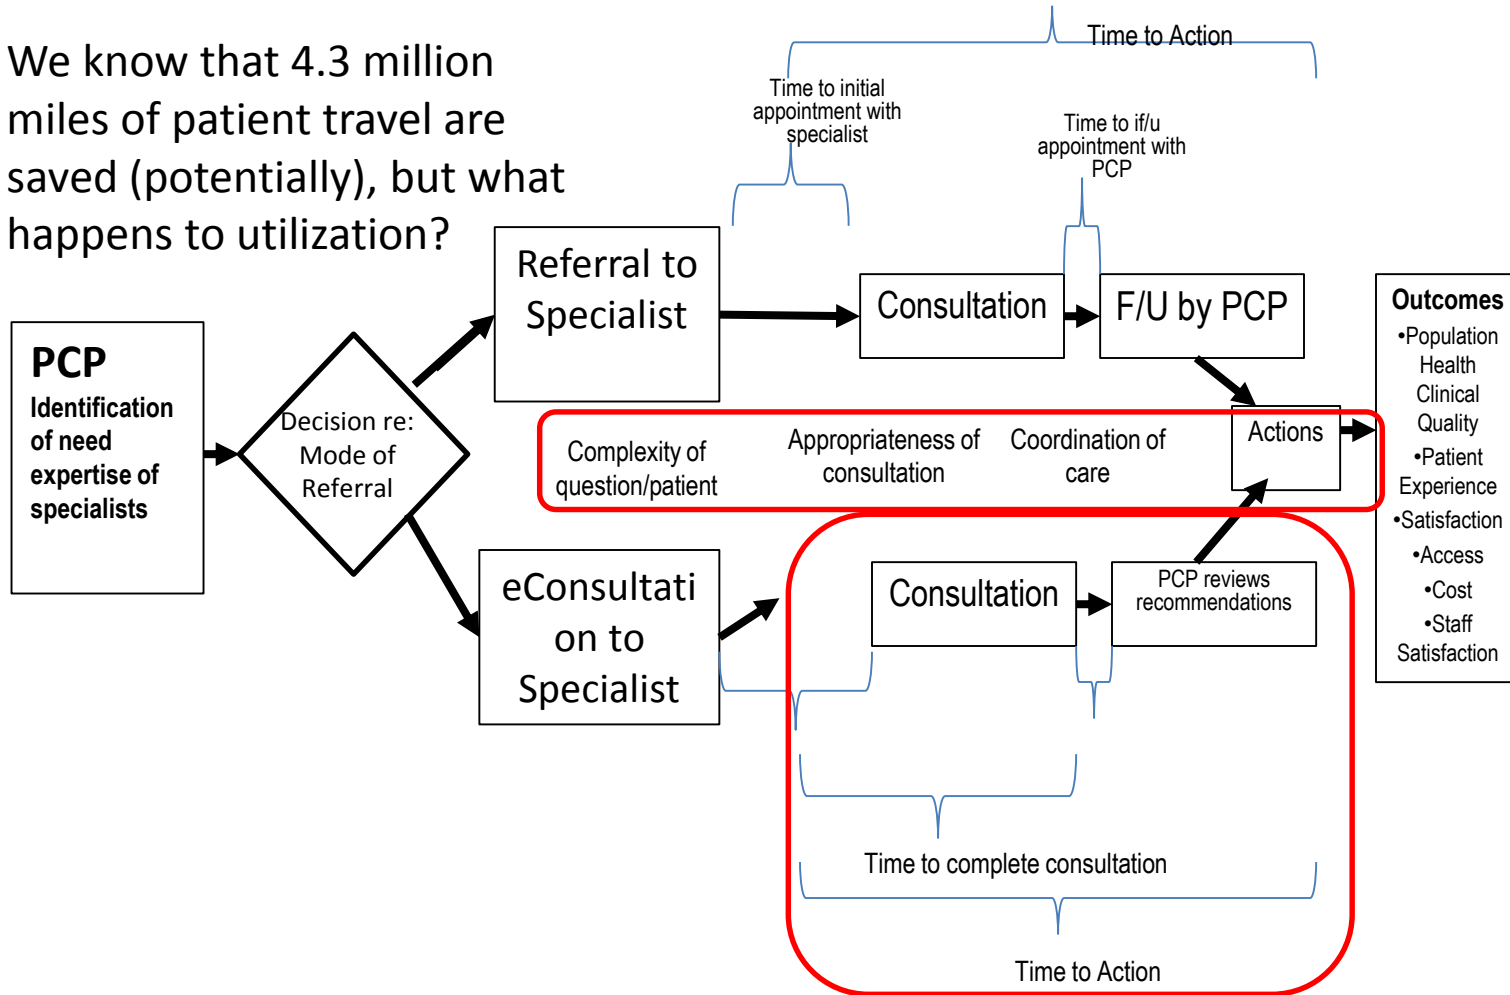 We know that 4.3 million
miles of patient travel are
saved (potentially), but what
happens to utilization?
Time to Action
Time to initial
appointment with
specialist
Time to if/u
appointment with
PCP
PCP
Identification
of need
expertise of
specialists
Decision re:
Mode of
Referral
Referral to
Specialist
Consultation
F/U by PCP
Complexity of
question/patient
Appropriateness of
consultation
Coordination of
care
Actions
eConsultati
on to
Specialist
Consultation
PCP reviews
recommendations
Time to complete consultation
Time to Action
Outcomes
•Population
Health
Clinical
Quality
•Patient
Experience
•Satisfaction
•Access
•Cost
•Staff
Satisfaction